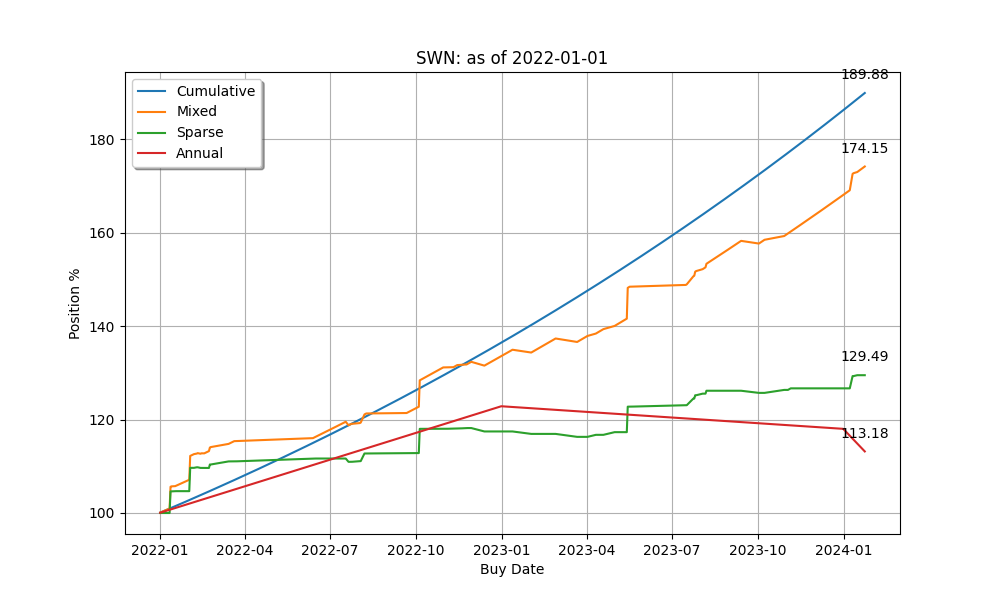 SWN: as of 2022-01-01
Cumulative
Mixed
Sparse
Annual
189.88
174.15
129.49
113.18
180
160
140
120
100
Position %
2022-01 2022-04 2022-07 2022-10 2023-01 2023-04 2023-07 2023-10 2024-01
Buy Date